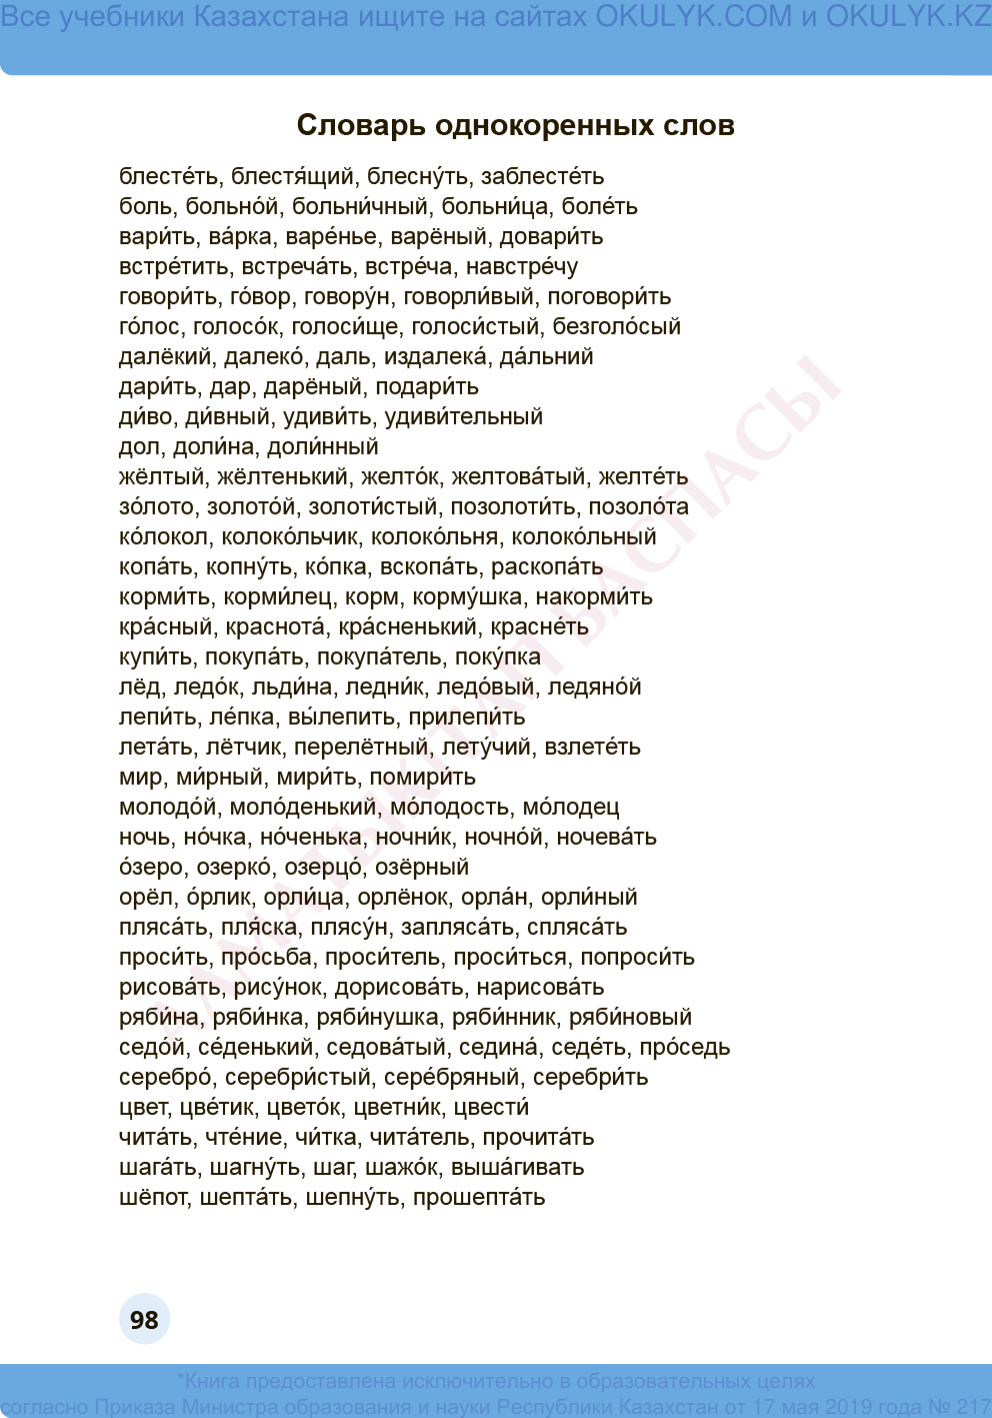 Все учебники Казахстана ищите на сайтах OKULYK.COM и OKULYK.KZ
Словарь однокоренных слов
блесте́ть, блестя́щий, блесну́ть, заблесте́ть
боль, больно́й, больни́чный, больни́ца, боле́ть
вари́ть, ва́рка, варе́нье, варёный, довари́ть
встре́тить, встреча́ть, встре́ча, навстре́чу
говори́ть, го́вор, говору́н, говорли́вый, поговори́ть
го́лос, голосо́к, голоси́ще, голоси́стый, безголо́сый
далёкий, далеко́, даль, издалека́, да́льний
дари́ть, дар, дарёный, подари́ть
ди́во, ди́вный, удиви́ть, удиви́тельный
дол, доли́на, доли́нный
жёлтый, жёлтенький, желто́к, желтова́тый, желте́ть
зо́лото, золото́й, золоти́стый, позолоти́ть, позоло́та
ко́локол, колоко́льчик, колоко́льня, колоко́льный
копа́ть, копну́ть, ко́пка, вскопа́ть, раскопа́ть
корми́ть, корми́лец, корм, корму́шка, накорми́ть
кра́сный, краснота́, кра́сненький, красне́ть
купи́ть, покупа́ть, покупа́тель, поку́пка
лёд, ледо́к, льди́на, ледни́к, ледо́вый, ледяно́й
лепи́ть, ле́пка, вы́лепить, прилепи́ть
лета́ть, лётчик, перелётный, лету́чий, взлете́ть
мир, ми́рный, мири́ть, помири́ть
молодо́й, моло́денький, мо́лодость, мо́лодец
ночь, но́чка, но́ченька, ночни́к, ночно́й, ночева́ть
о́зеро, озерко́, озерцо́, озёрный
орёл, о́рлик, орли́ца, орлёнок, орла́н, орли́ный
пляса́ть, пля́ска, плясу́н, запляса́ть, спляса́ть
проси́ть, про́сьба, проси́тель, проси́ться, попроси́ть
рисова́ть, рису́нок, дорисова́ть, нарисова́ть
ряби́на, ряби́нка, ряби́нушка, ряби́нник, ряби́новый
седо́й, се́денький, седова́тый, седина́, седе́ть, про́седь
серебро́, серебри́стый, сере́бряный, серебри́ть
цвет, цве́тик, цвето́к, цветни́к, цвести́
чита́ть, чте́ние, чи́тка, чита́тель, прочита́ть
шага́ть, шагну́ть, шаг, шажо́к, выша́гивать
шёпот, шепта́ть, шепну́ть, прошепта́ть
АЛМАТЫКІТАП БАСПАСЫ
98
*Книга предоставлена исключительно в образовательных целях
согласно Приказа Министра образования и науки Республики Казахстан от 17 мая 2019 года № 217